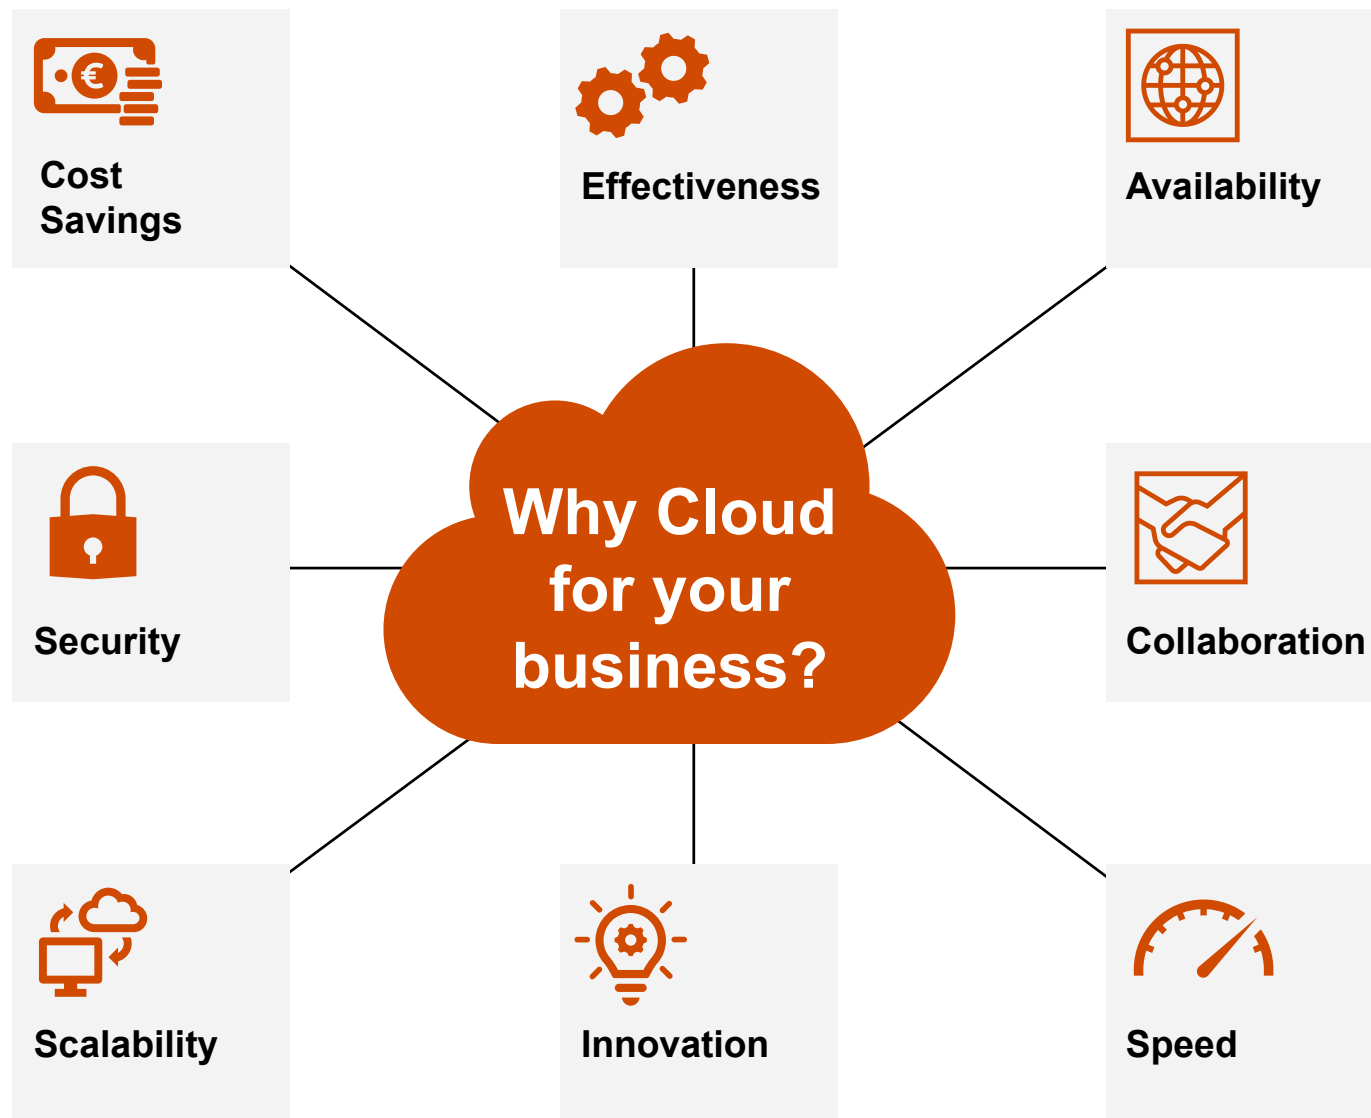 Cost
Savings
Effectiveness
Availability
Why Cloud
for your
business?
Security
Collaboration
Scalability
Innovation
Speed
€